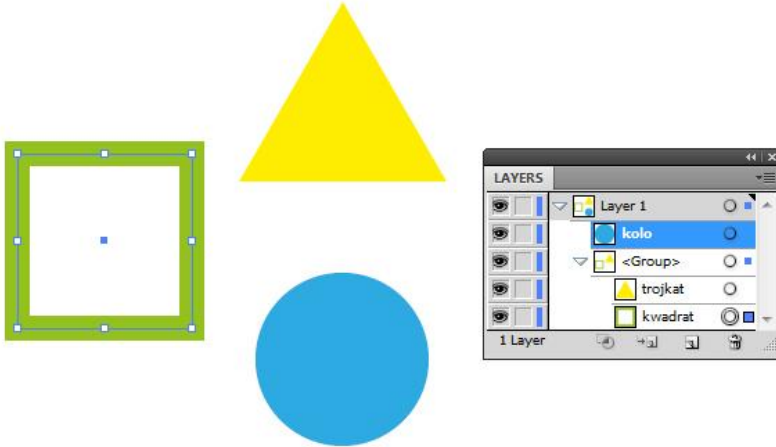 LAYERS
Layer 1
kolo
<Group>
trojkat
kwadrat
1 Layer